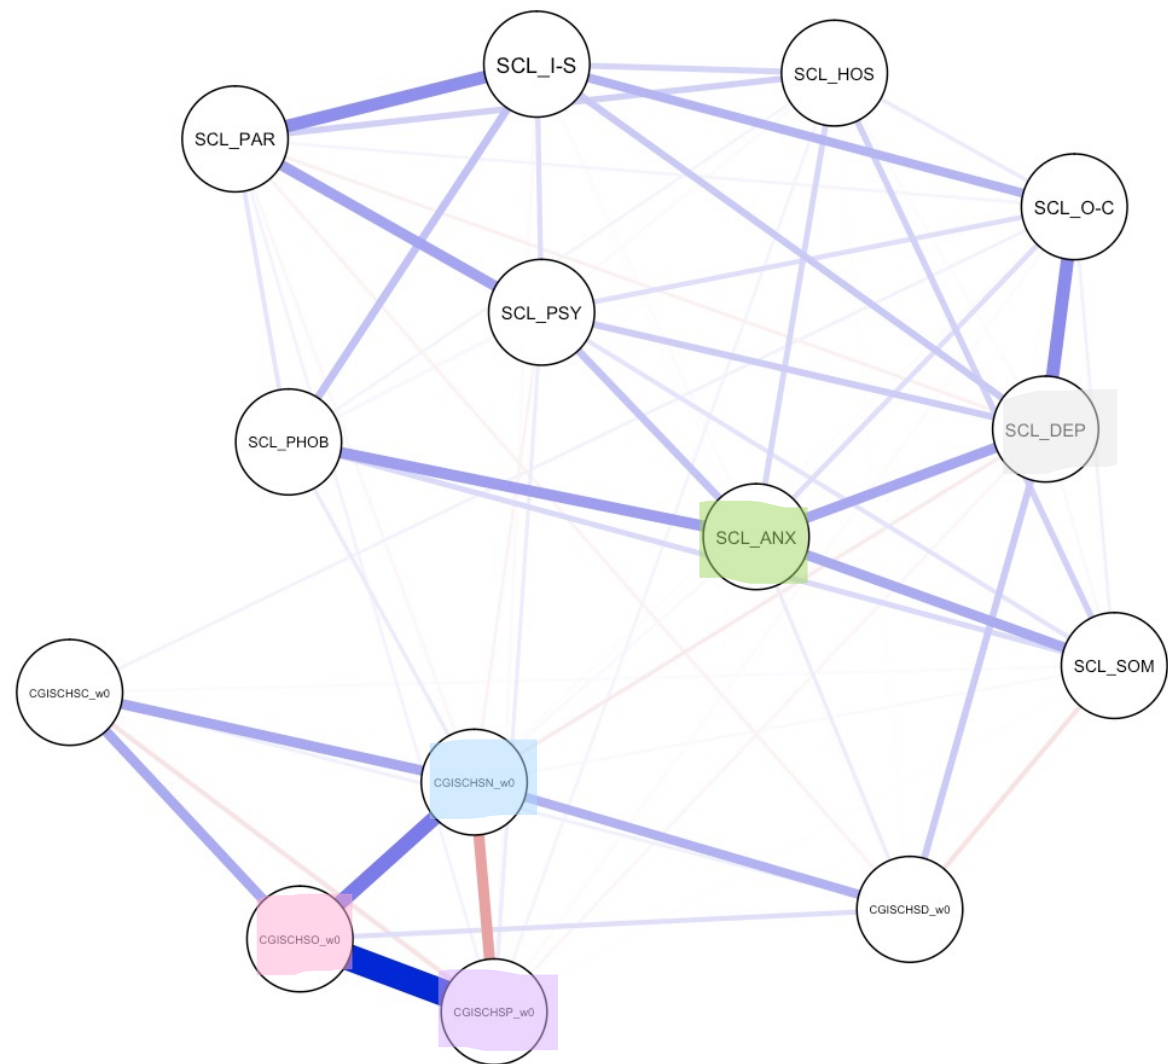 SCL_I-S
SCL_HOS
SCL_PAR
SCL_O-C
SCL_PSY
SCL_DEP
SCL_PHOB
SCL_ANX
SCL_SOM
CGISCHSC_w0
CGISCHSN_w0
CGISCHSD_w0
CGISCHSO_w0
CGISCHSP_w0